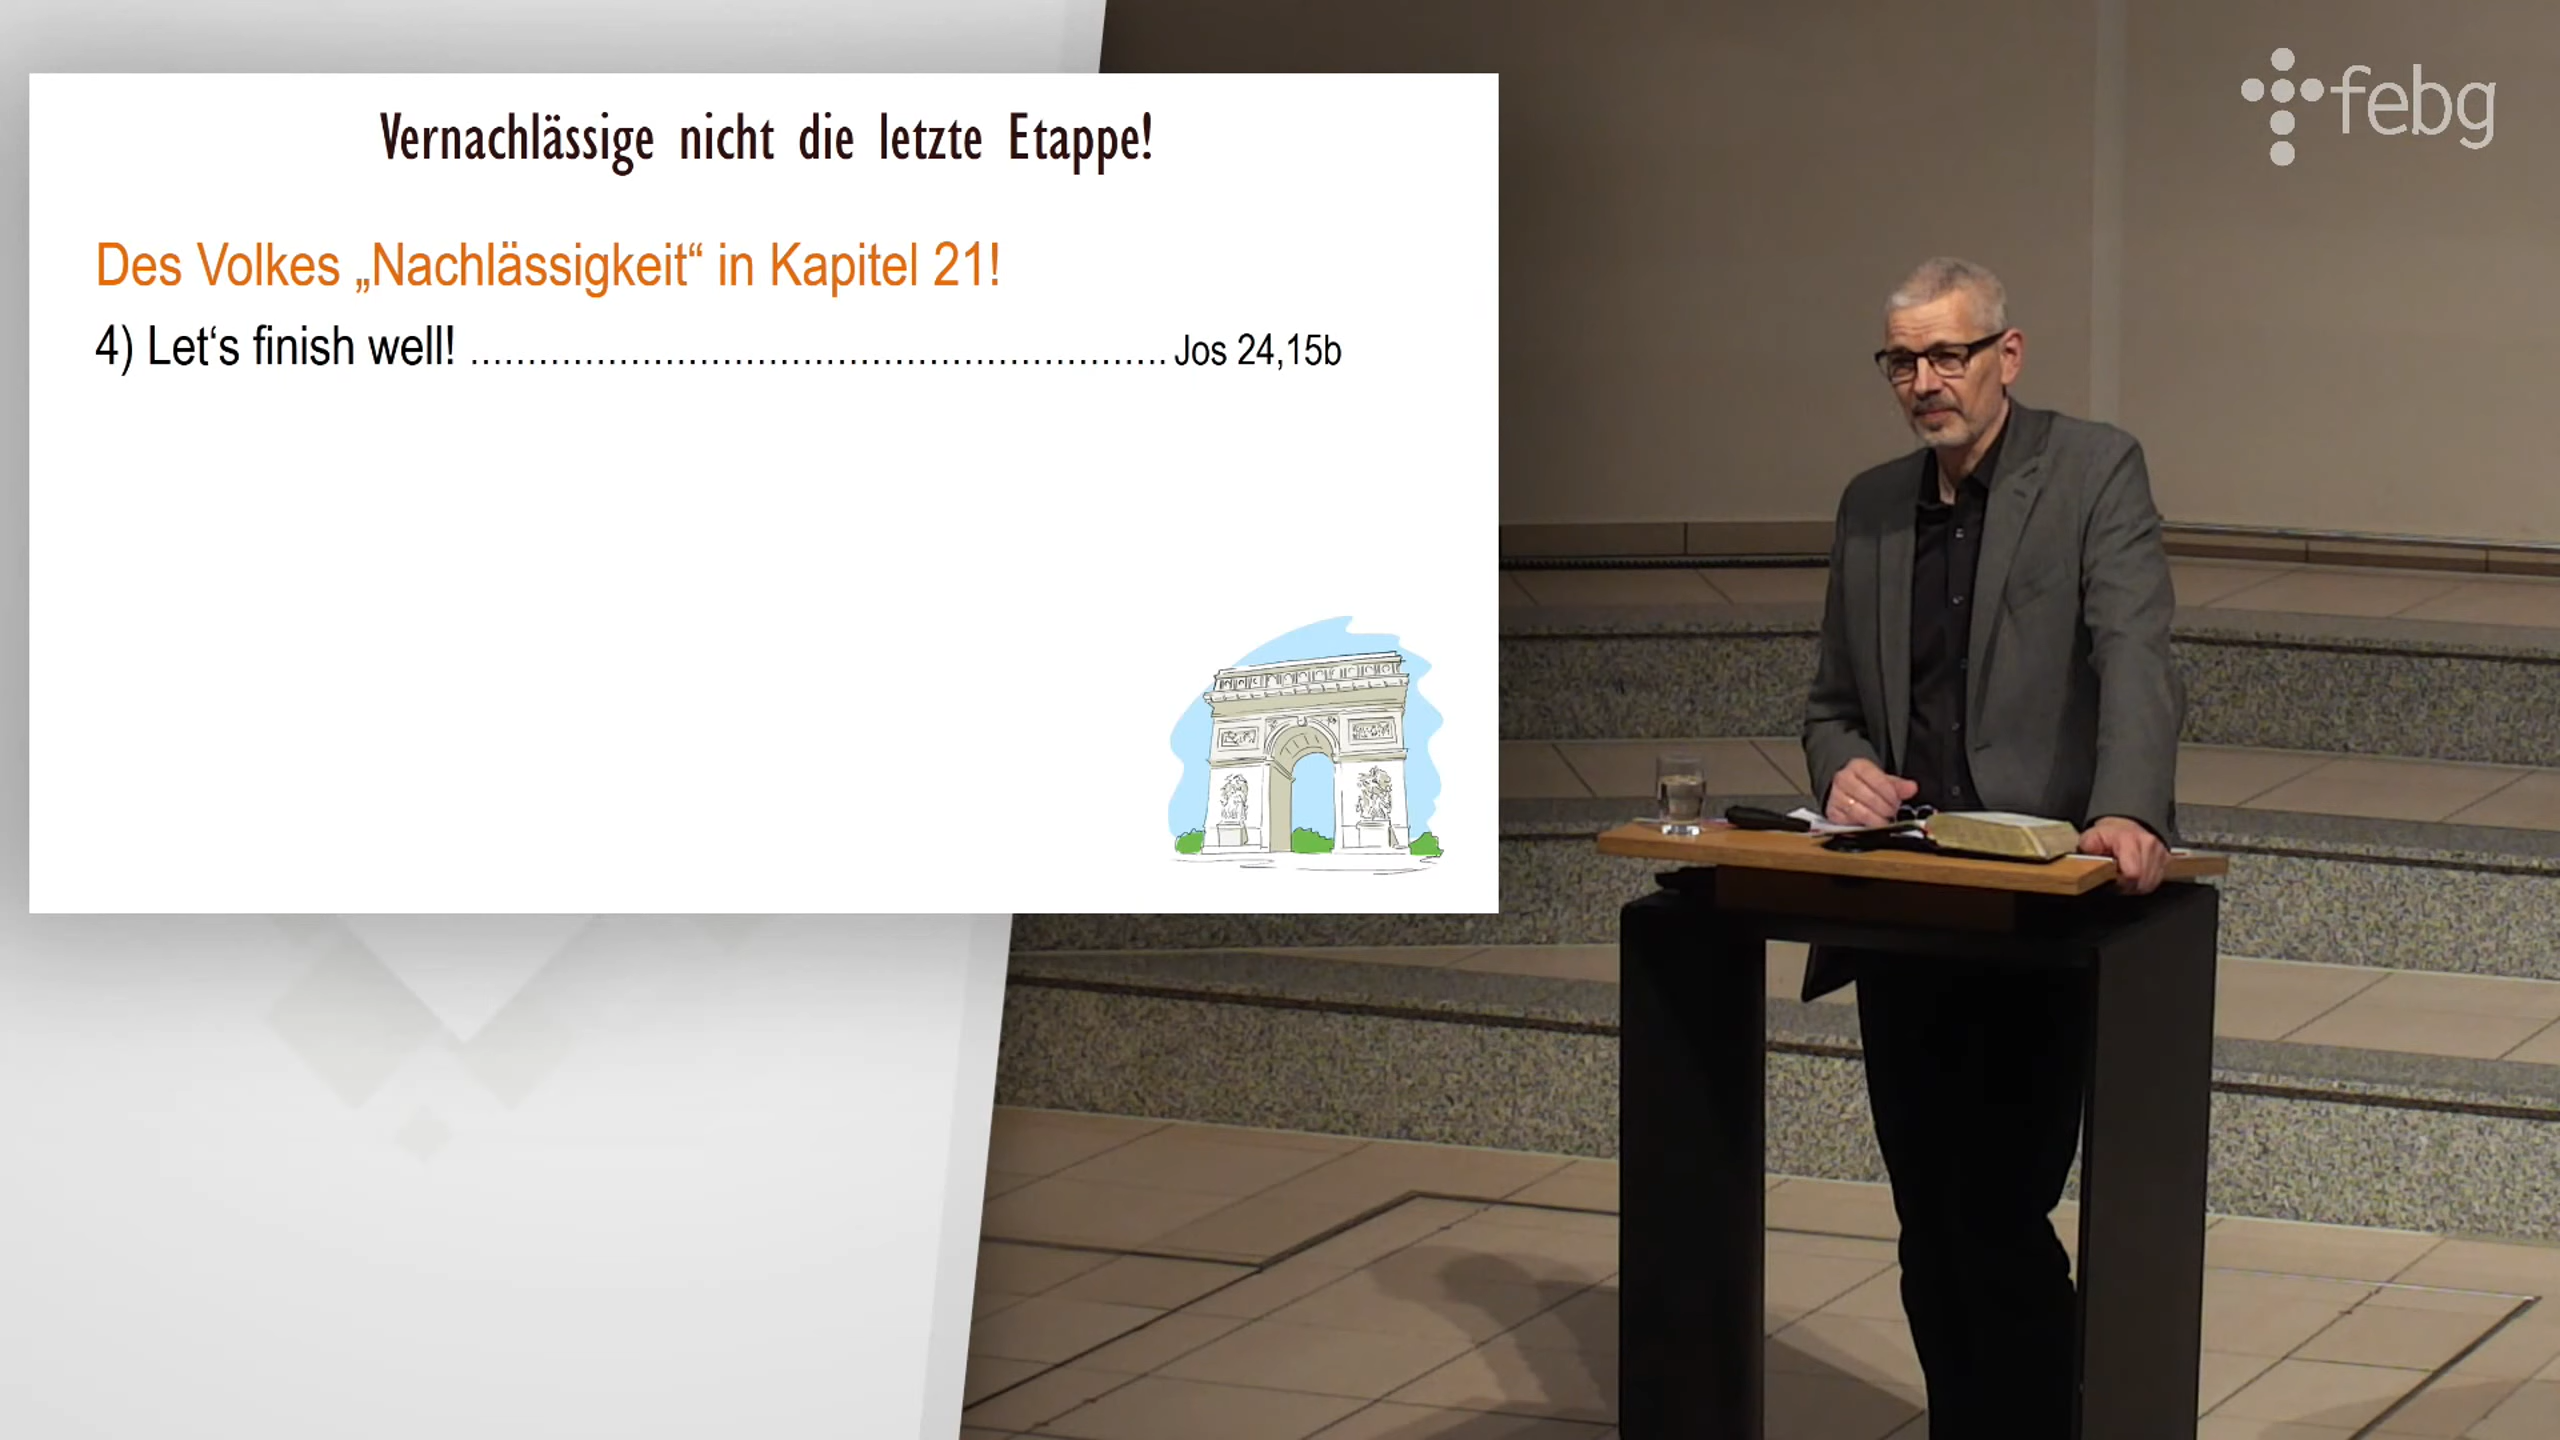 Vernachlässige nicht die letzte Etappe!
Des Volkes „Nachlässigkeit“ in Kapitel 21!
4) Let‘s finish well! ............................................................. Jos 24,15b
febg